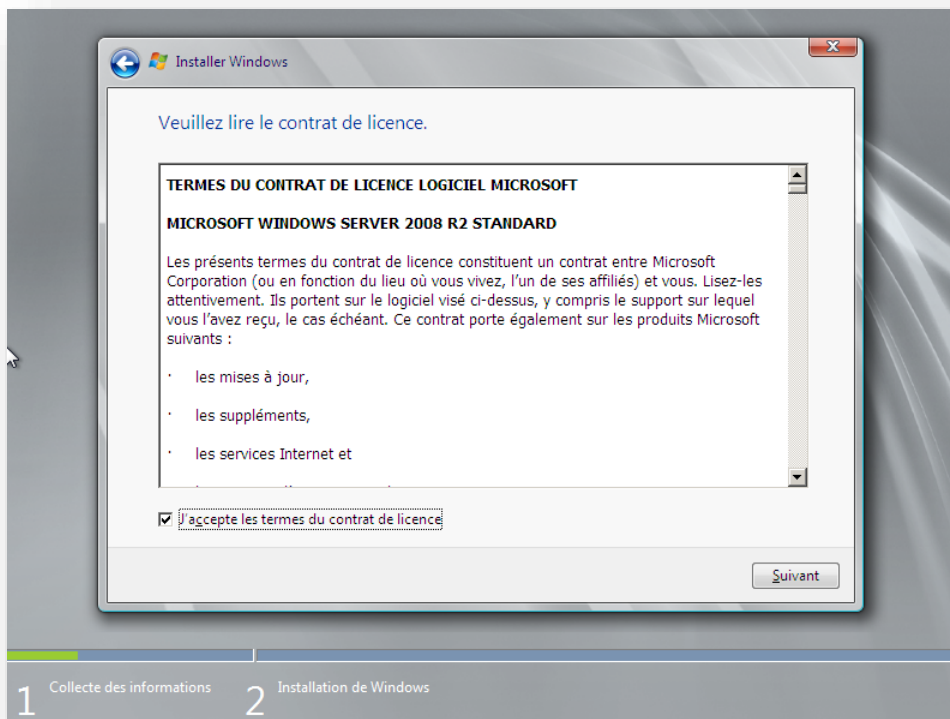 Installer Windows
Veuillez lire le contrat de licence.
TERMES DU CONTRAT DE LICENCE LOGICIEL MICROSOFT
MICROSOFT WINDOWS SERVER 2008 R2 STANDARD
Les présents termes du contrat de licence constituent un contrat entre Microsoft
Corporation (ou en fonction du lieu où vous vivez, l’un de ses affiliés) et vous. Lisez-les
attentivement. Ils portent sur le logiciel visé ci-dessus, y compris le support sur lequel
vous l’avez reçu, le cas échéant. Ce contrat porte également sur les produits Microsoft
suivants :
· les mises à jour,
· les suppléments,
· les services Internet et
J'accepte les termes du contrat de licence
Suivant
1 Collecte des informations
2 Installation de Windows